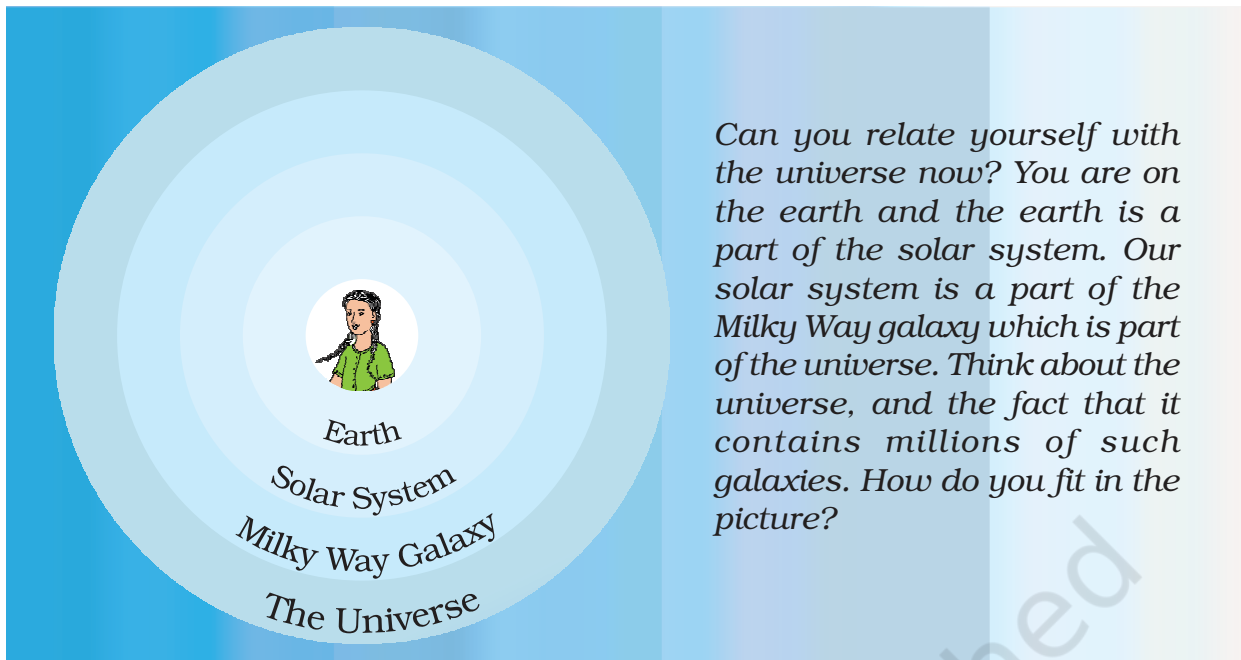 Can you relate yourself with
the universe now? You are on
the earth and the earth is a
part of the solar system. Our
solar system is a part of the
Milky Way galaxy which is part
of the universe. Think about the
universe, and the fact that it
contains millions of such
galaxies. How do you fit in the
picture?
Earth
Solar System
Milky Way Galaxy
The Universe